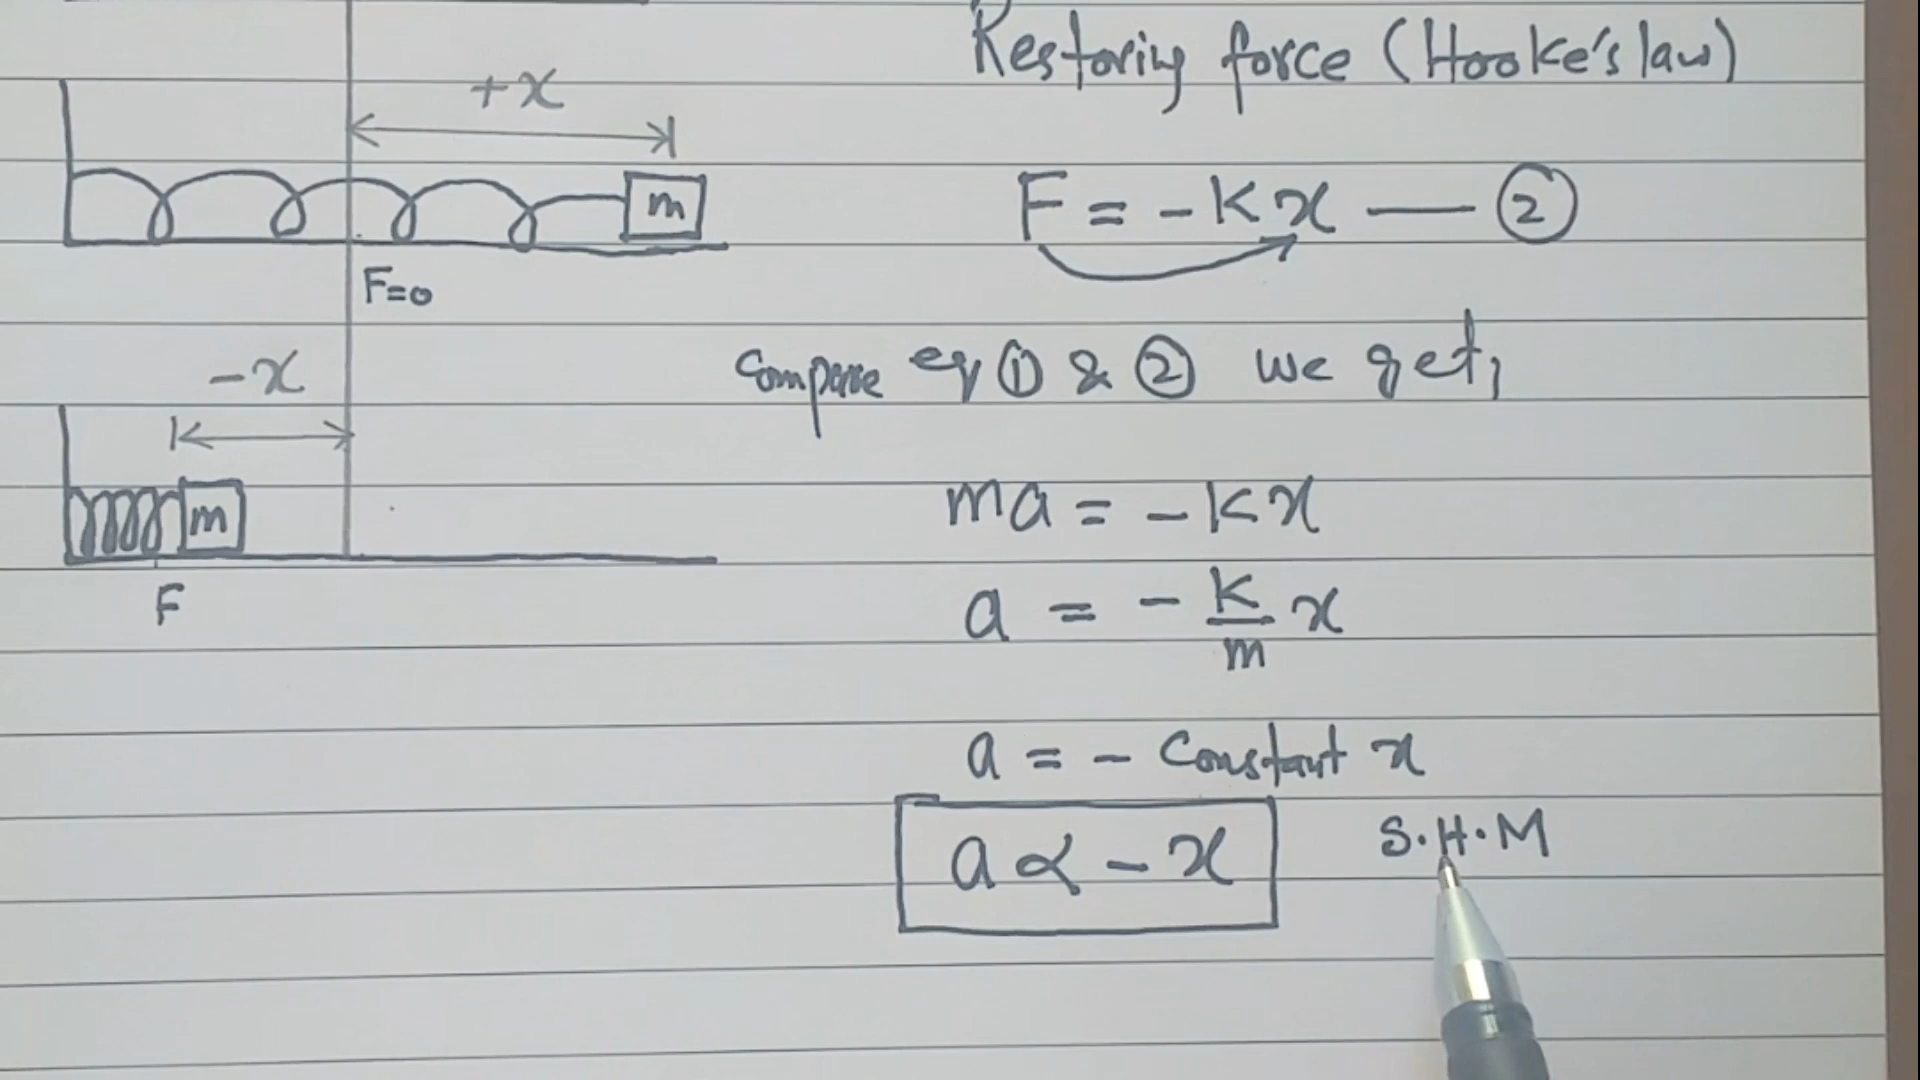 Restoring force (Hooke's law)
+x
m
F = -Kx — ②
F=0
Compare eq ① & ② we get,
-x
ma = -Kx
m
F
a = - K/m x
a = - Constant x
a ∝ - x
S.H.M